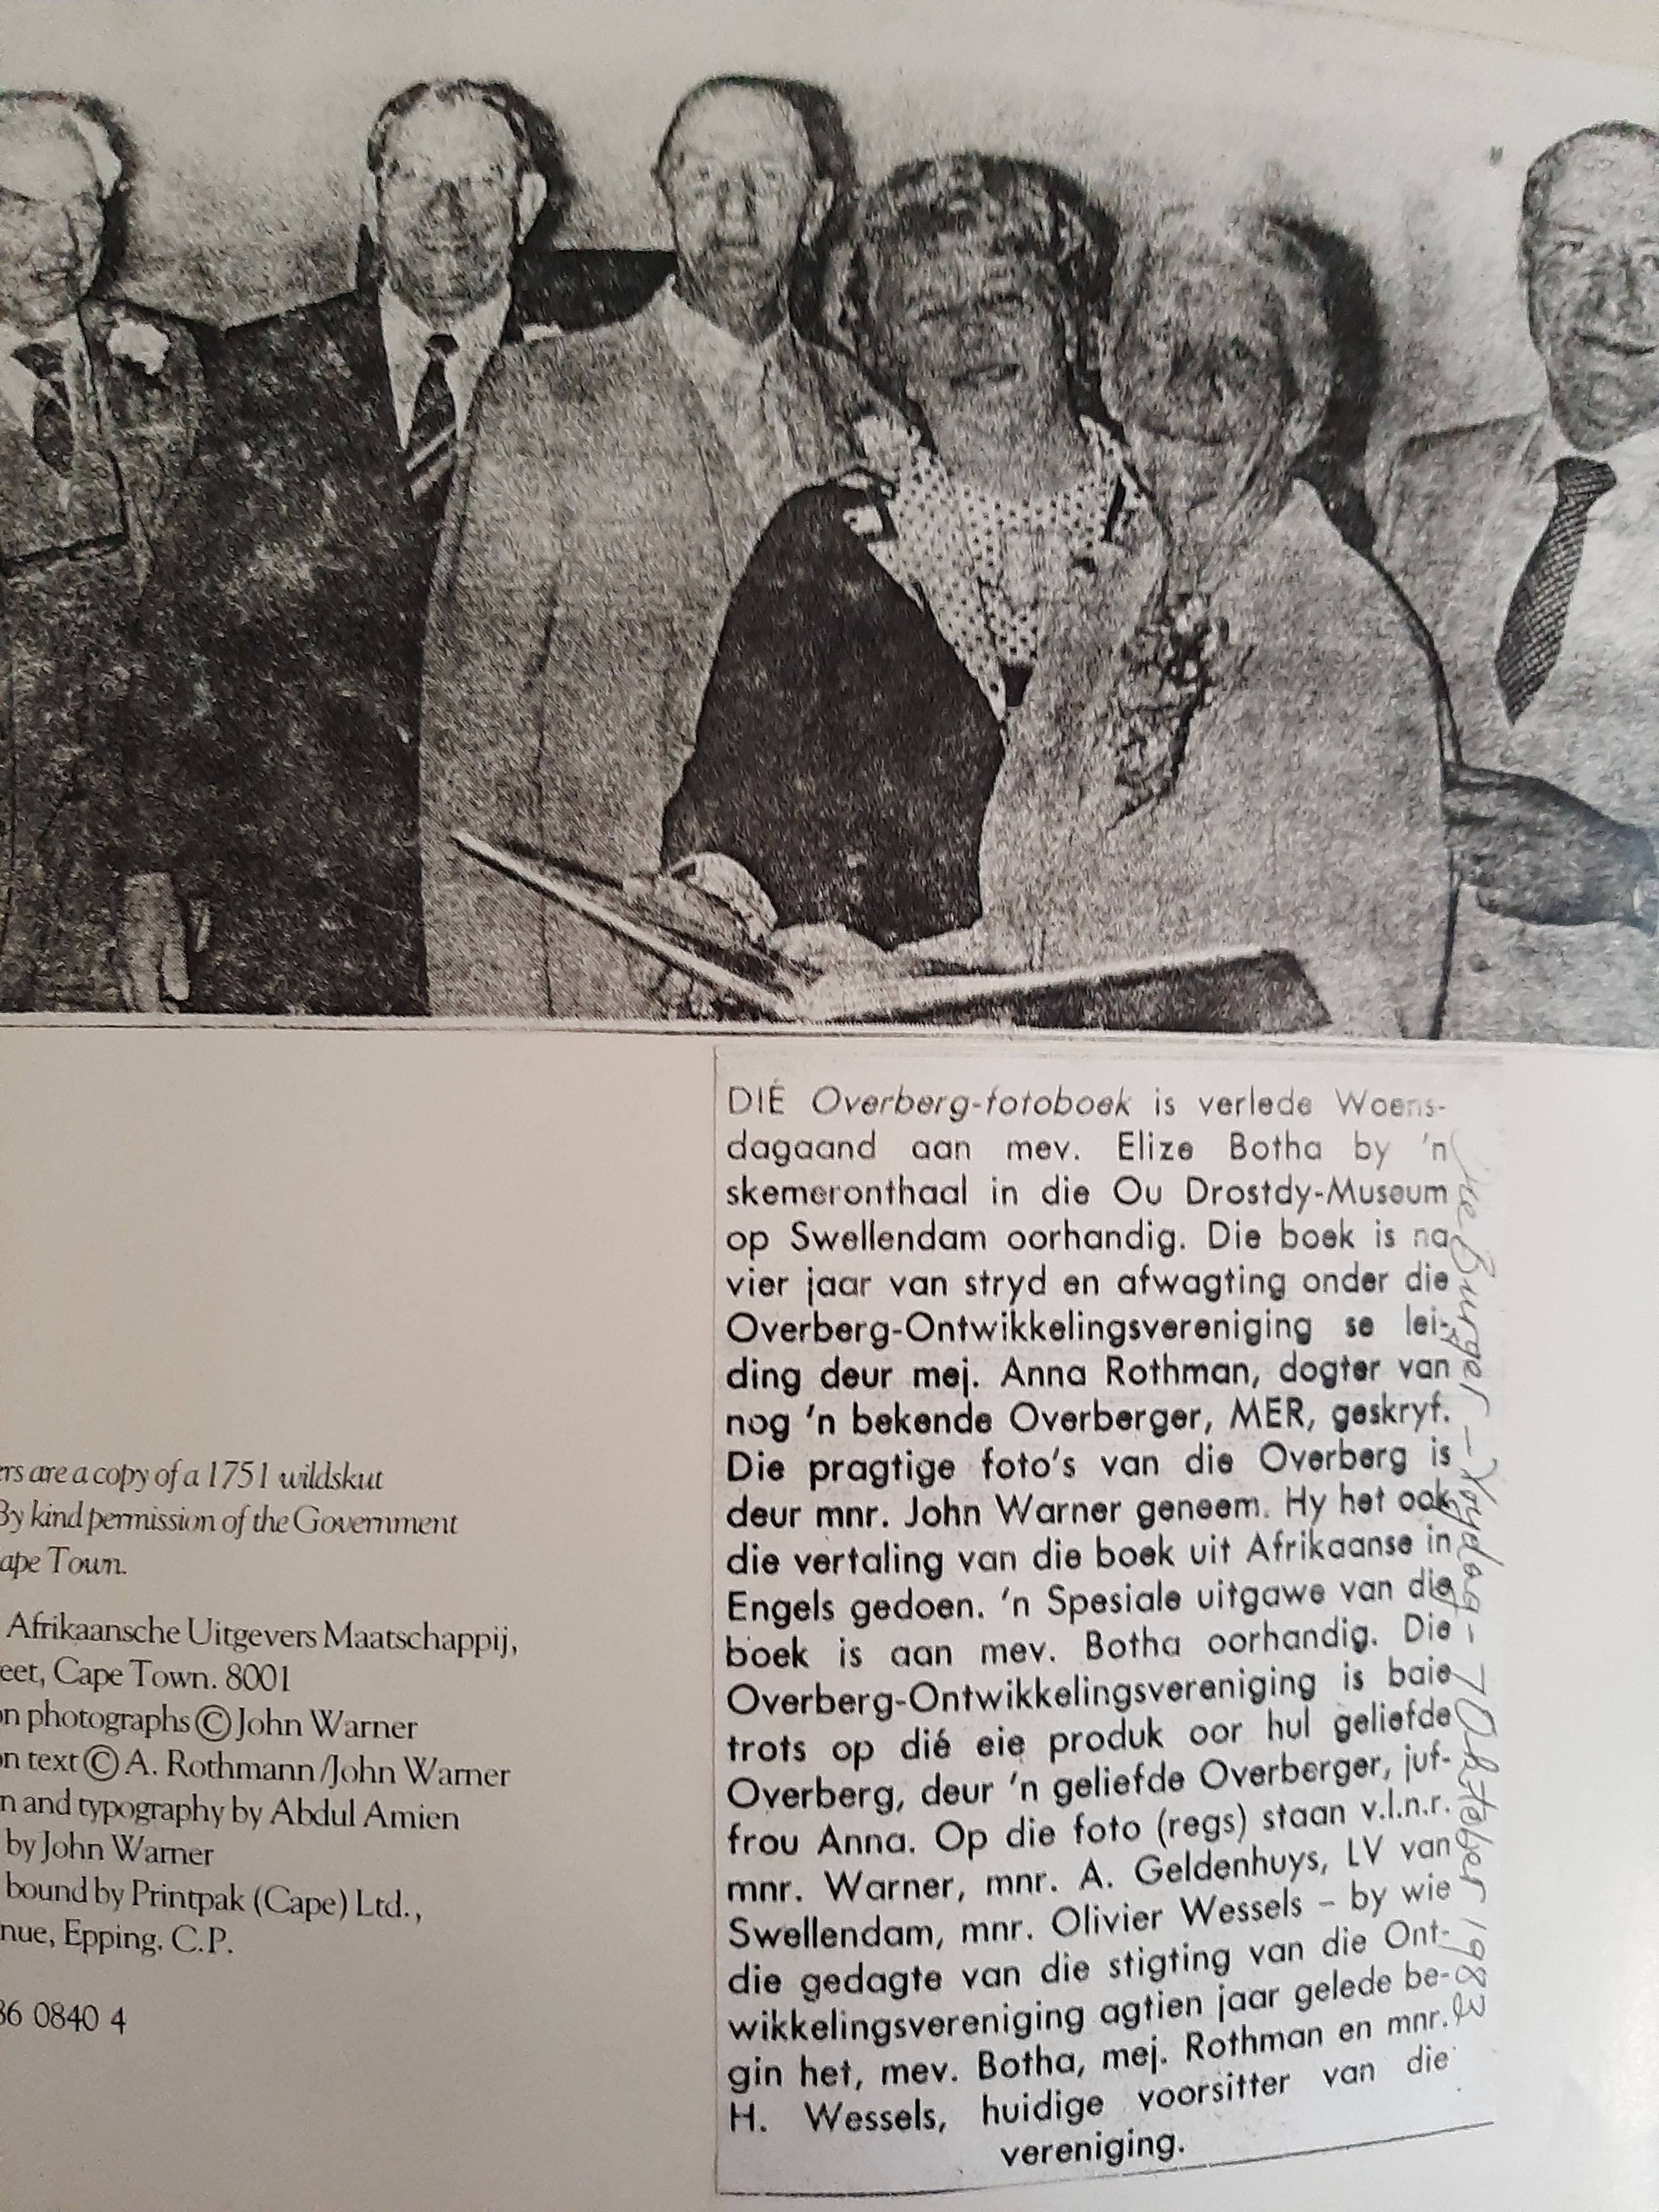 ers are a copy of a 1751 wildskut
By kind permission of the Government
ape Town.
Afrikaansche Uitgevers Maatschappij,
eet, Cape Town. 8001
on photographs © John Warner
on text © A. Rothmann/John Warner
n and typography by Abdul Amien
by John Warner
bound by Printpak (Cape) Ltd.,
nue, Epping. C.P.
86 0840 4
DIÉ Overberg-fotoboek is verlede Woens-
dagaand aan mev. Elize Botha by 'n
skemeronthaal in die Ou Drostdy-Museum
op Swellendam oorhandig. Die boek is na
vier jaar van stryd en afwagting onder die
Overberg-Ontwikkelingsvereniging se lei-
ding deur mej. Anna Rothman, dogter van
nog 'n bekende Overberger, MER, geskryf.
Die pragtige foto's van die Overberg is
deur mnr. John Warner geneem. Hy het ook
die vertaling van die boek uit Afrikaanse in
Engels gedoen. 'n Spesiale uitgawe van die
boek is aan mev. Botha oorhandig. Die
Overberg-Ontwikkelingsvereniging is baie
trots op dié eie produk oor hul geliefde
Overberg, deur 'n geliefde Overberger, juf-
frou Anna. Op die foto (regs) staan v.l.n.r.
mnr. Warner, mnr. A. Geldenhuys, LV van
Swellendam, mnr. Olivier Wessels – by wie
die gedagte van die stigting van die Ont-
wikkelingsvereniging agtien jaar gelede be-
gin het, mev. Botha, mej. Rothman en mnr.
H. Wessels, huidige voorsitter van die
vereniging.
Die Burger – Vrydag – 7 Oktober 1983